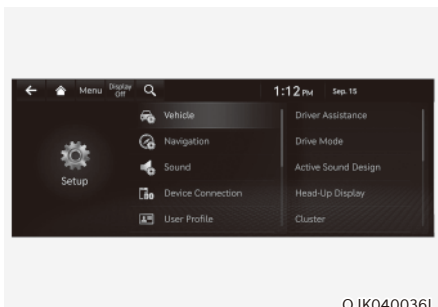 Menu Display Off 1:12 PM Sep. 15
Vehicle Driver Assistance
Navigation Drive Mode
Setup Sound Active Sound Design
Device Connection Head-Up Display
User Profile Cluster
OJK040036L